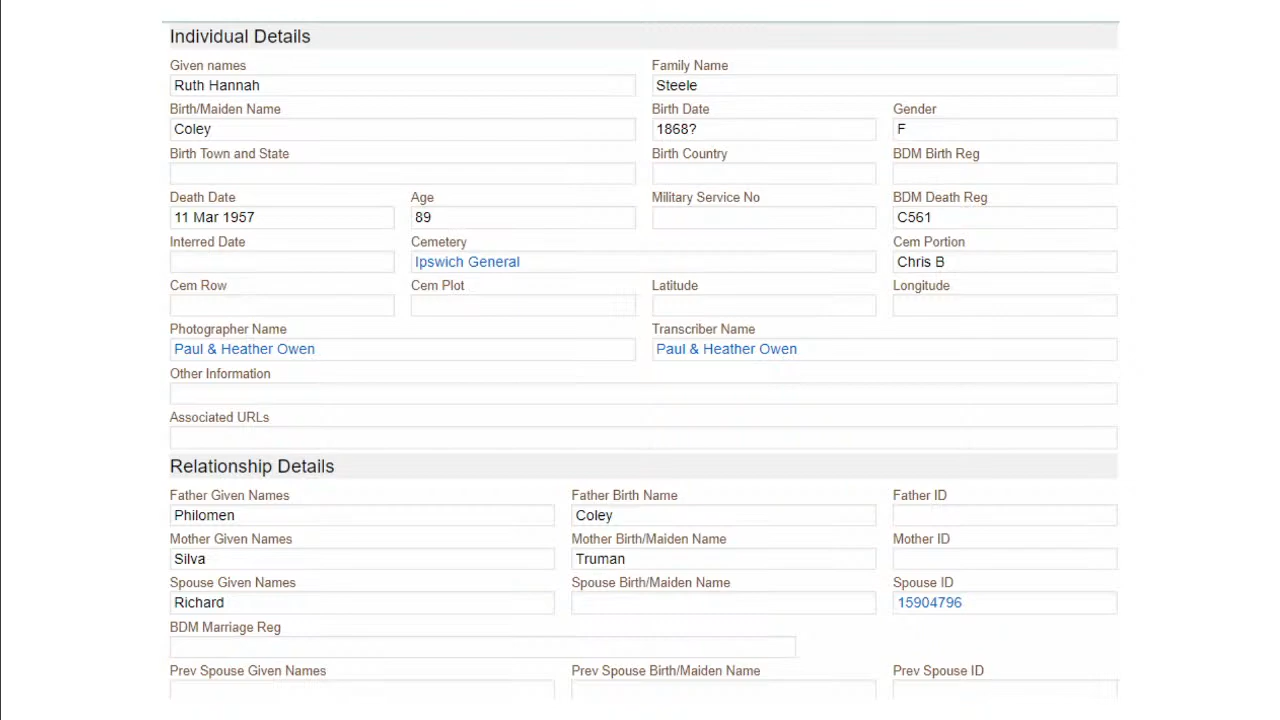 Individual Details
Given names Family Name
Ruth Hannah Steele
Birth/Maiden Name Birth Date Gender
Coley 1868? F
Birth Town and State Birth Country BDM Birth Reg
Death Date Age Military Service No BDM Death Reg
11 Mar 1957 89 C561
Interred Date Cemetery Cem Portion
Ipswich General Chris B
Cem Row Cem Plot Latitude Longitude
Photographer Name Transcriber Name
Paul & Heather Owen Paul & Heather Owen
Other Information
Associated URLs
Relationship Details
Father Given Names Father Birth Name Father ID
Philomen Coley
Mother Given Names Mother Birth/Maiden Name Mother ID
Silva Truman
Spouse Given Names Spouse Birth/Maiden Name Spouse ID
Richard 15904796
BDM Marriage Reg
Prev Spouse Given Names Prev Spouse Birth/Maiden Name Prev Spouse ID